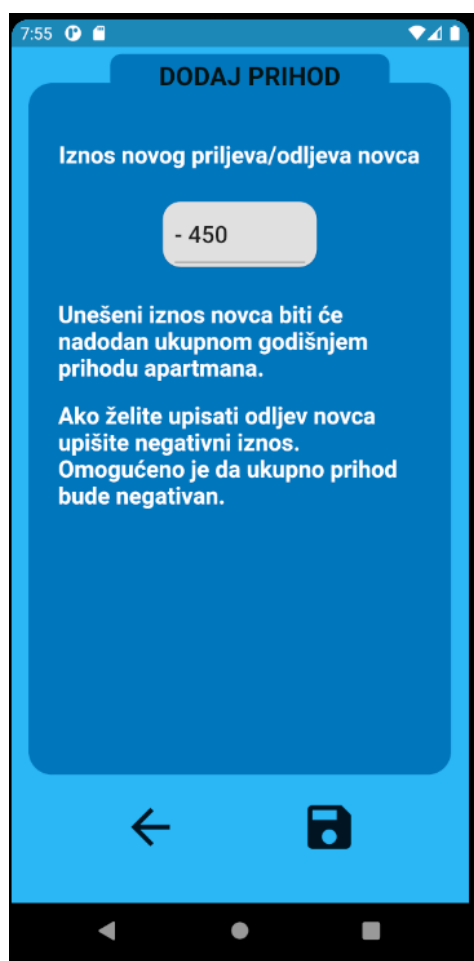 7:55
DODAJ PRIHOD
Iznos novog priljeva/odljeva novca
- 450
Unešeni iznos novca biti će
nadodan ukupnom godišnjem
prihodu apartmana.
Ako želite upisati odljev novca
upišite negativni iznos.
Omogućeno je da ukupno prihod
bude negativan.